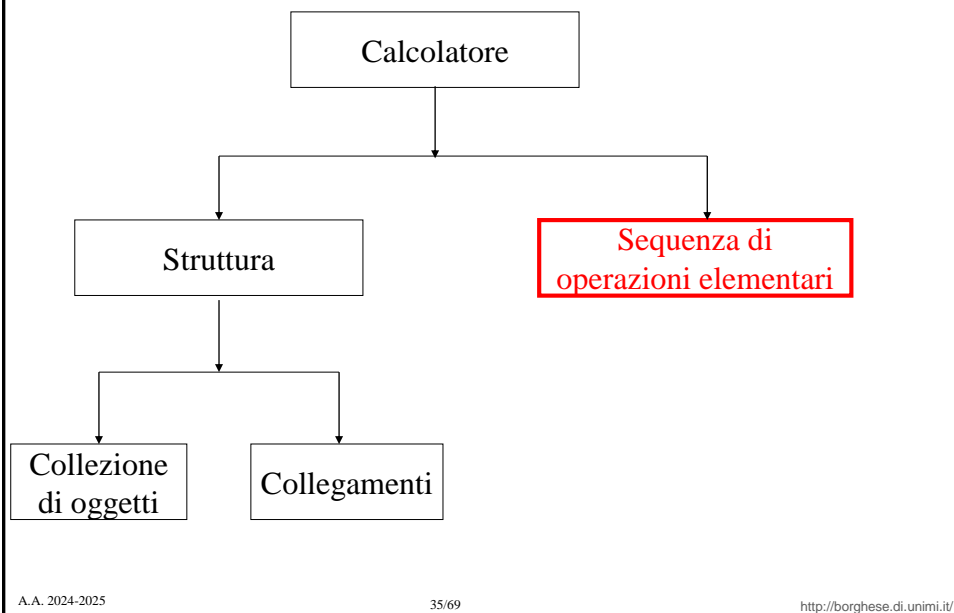 Calcolatore
Struttura
Sequenza di
operazioni elementari
Collezione
di oggetti
Collegamenti
A.A. 2024-2025
35/69
http://borghese.di.unimi.it/